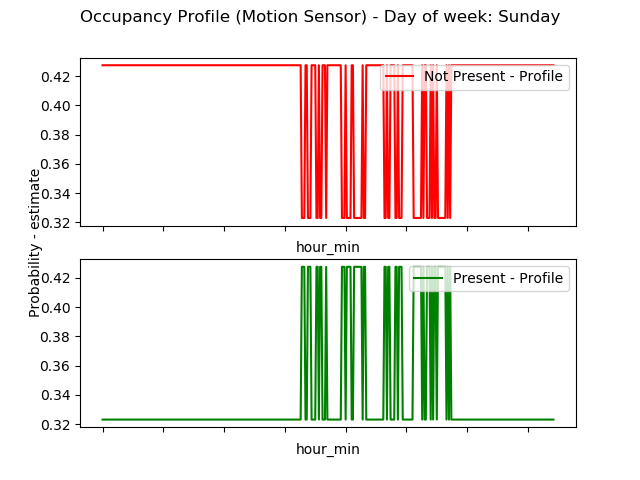 Occupancy Profile (Motion Sensor) - Day of week: Sunday
Probability - estimate
0.42
0.40
0.38
0.36
0.34
0.32
Not Present - Profile
hour_min
0.42
0.40
0.38
0.36
0.34
0.32
Present - Profile
hour_min